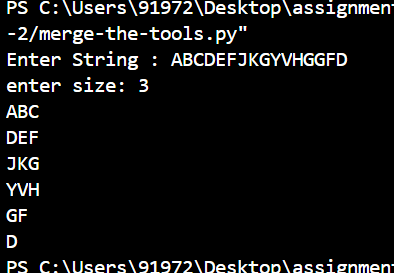 PS C:\Users\91972\Desktop\assignment
-2/merge-the-tools.py"
Enter String : ABCDEFJKGYVHGGFD
enter size: 3
ABC
DEF
JKG
YVH
GF
D
PS C:\Users\91972\Desktop\assignment